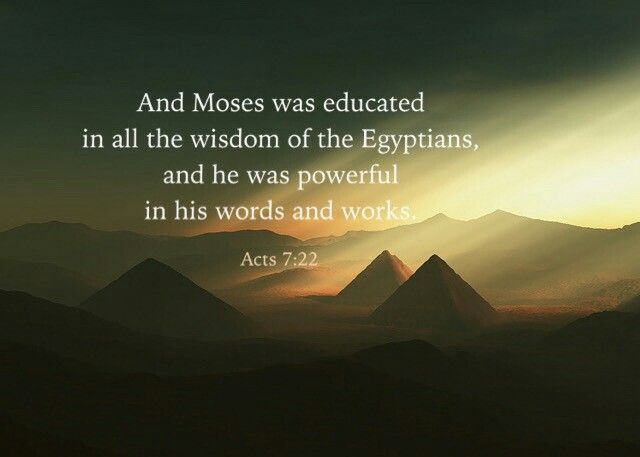 And Moses was educated
in all the wisdom of the Egyptians,
and he was powerful
in his words and works.
Acts 7:22